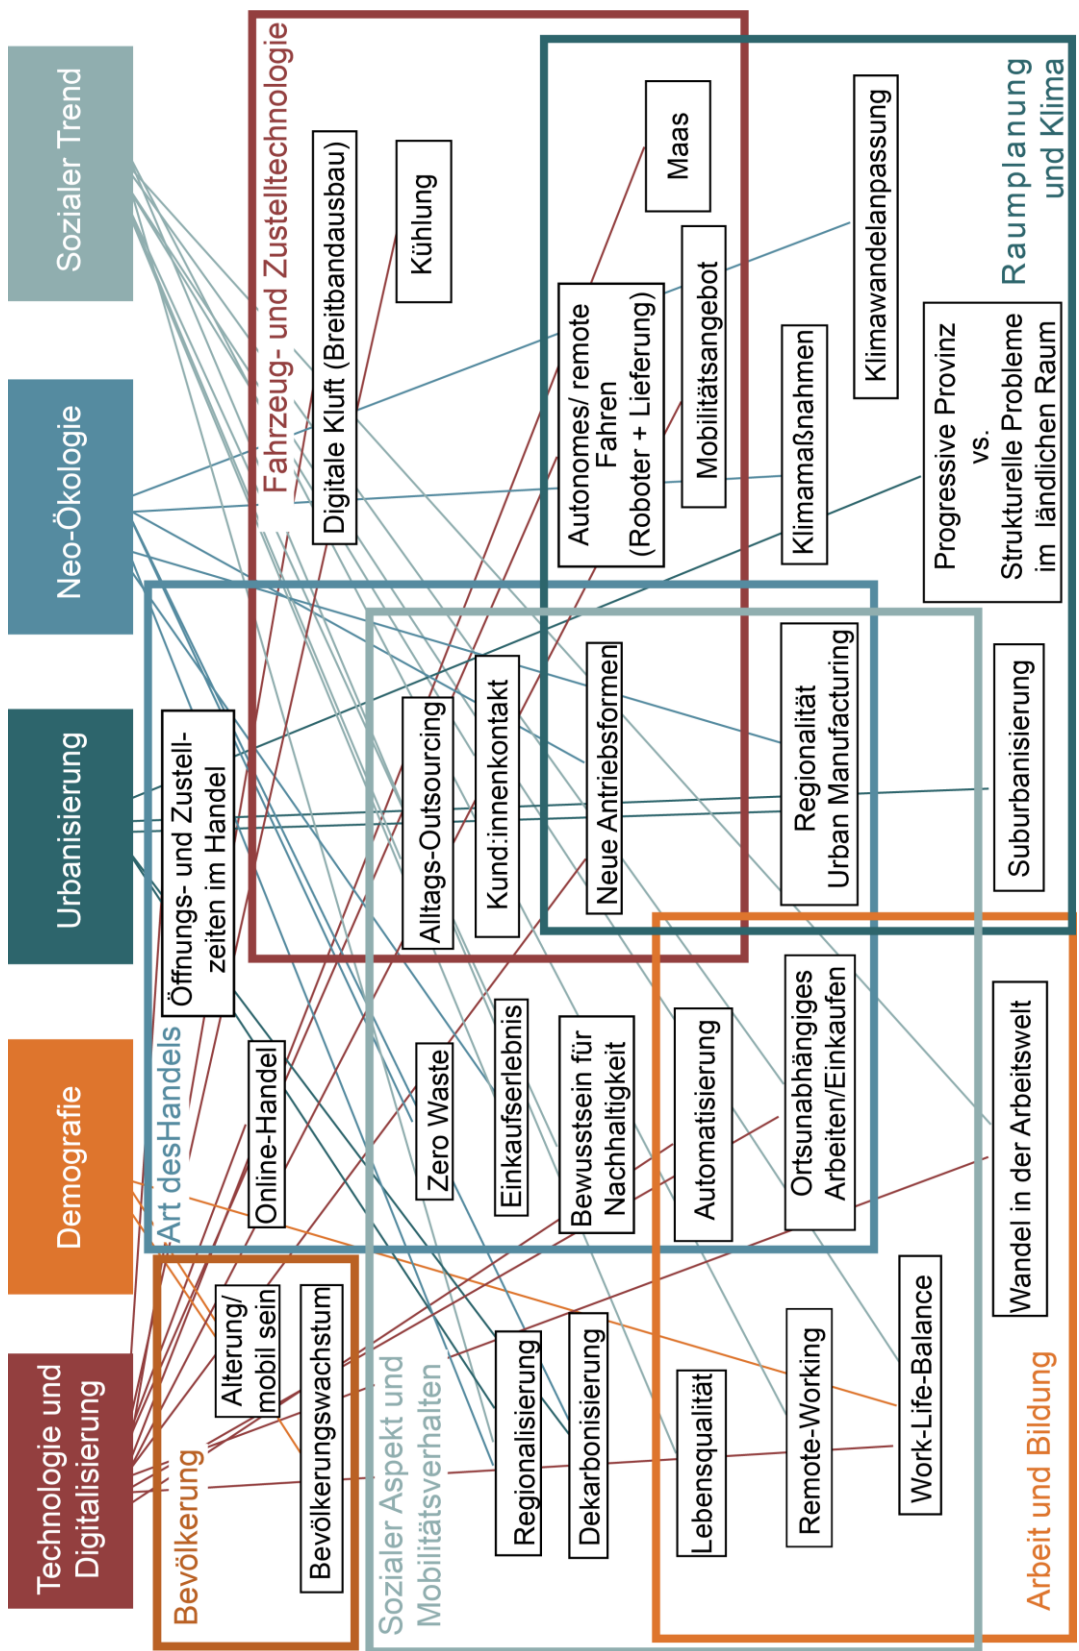 Technologie und
Digitalisierung
Demografie
Urbanisierung
Neo-Ökologie
Sozialer Trend
Bevölkerung
Alterung/
mobil sein
Bevölkerungswachstum
Art desHandels
Öffnungs- und Zustell-
zeiten im Handel
Online-Handel
Fahrzeug- und Zustelltechnologie
Digitale Kluft (Breitbandausbau)
Kühlung
Sozialer Aspekt und
Mobilitätsverhalten
Zero Waste
Alltags-Outsourcing
Regionalisierung
Einkaufserlebnis
Kund:innenkontakt
Dekarbonisierung
Bewusstsein für
Nachhaltigkeit
Neue Antriebsformen
Autonomes/ remote
Fahren
(Roboter + Lieferung)
Maas
Lebensqualität
Automatisierung
Mobilitätsangebot
Remote-Working
Ortsunabhängiges
Arbeiten/Einkaufen
Regionalität
Urban Manufacturing
Klimamaßnahmen
Klimawandelanpassung
Work-Life-Balance
Wandel in der Arbeitswelt
Suburbanisierung
Progressive Provinz
vs.
Strukturelle Probleme
im ländlichen Raum
Arbeit und Bildung
Raumplanung
und Klima